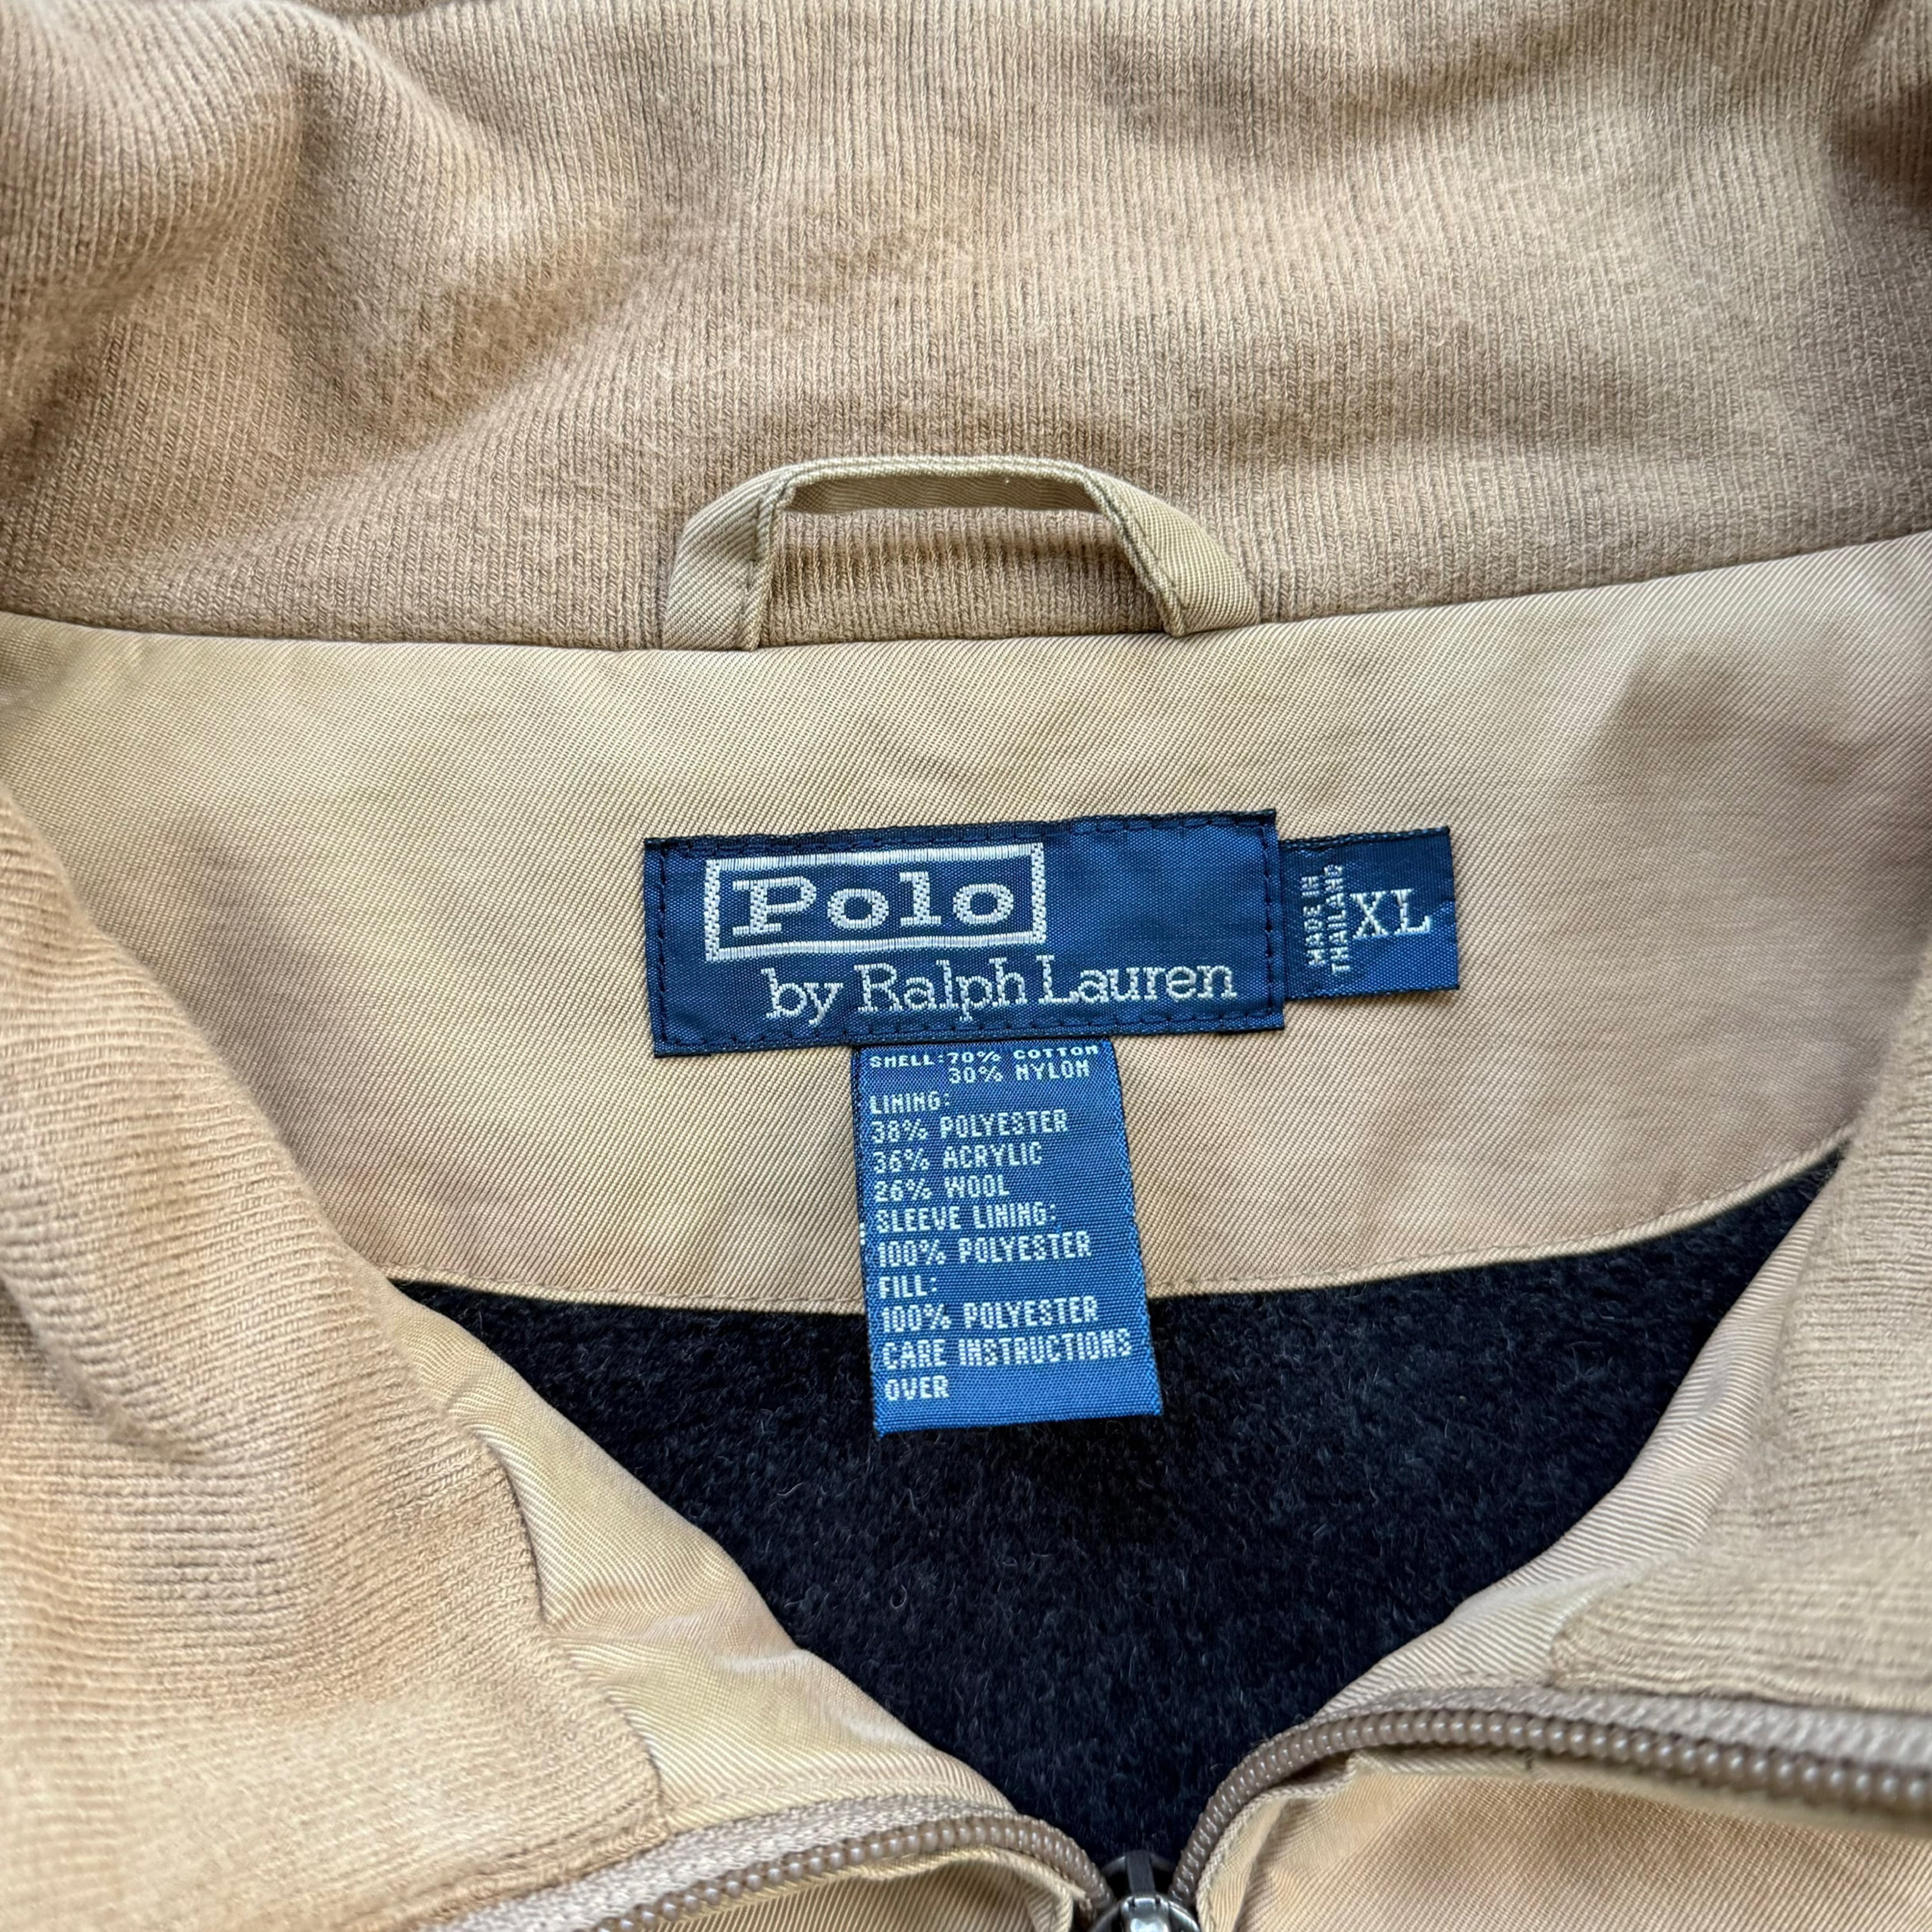 Polo
by Ralph Lauren
MADE IN
THAILAND
XL
SHELL: 70% COTTON
30% NYLON
LINING:
38% POLYESTER
36% ACRYLIC
26% WOOL
SLEEVE LINING:
100% POLYESTER
FILL:
100% POLYESTER
CARE INSTRUCTIONS
OVER